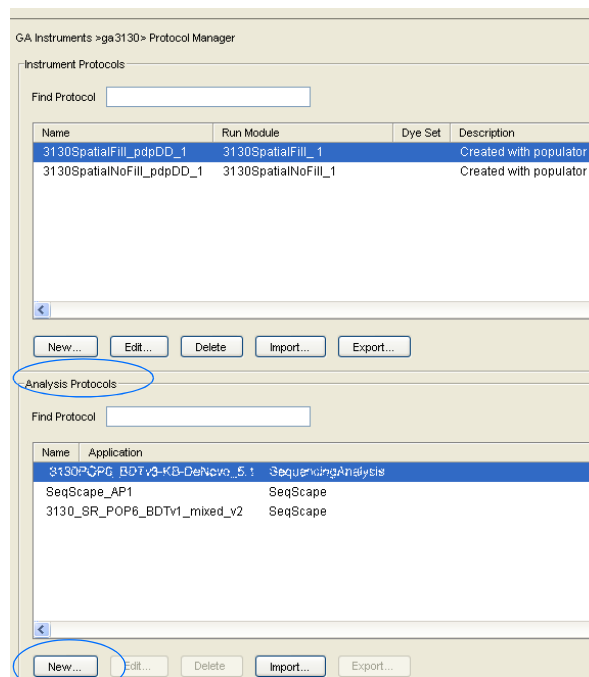 GA Instruments >ga3130> Protocol Manager
Instrument Protocols
Find Protocol
Name Run Module Dye Set Description
3130SpatialFill_pdpDD_1 3130SpatialFill_ 1 Created with populator
3130SpatialNoFill_pdpDD_1 3130SpatialNoFill_1 Created with populator
New... Edit... Delete Import... Export...
Analysis Protocols
Find Protocol
Name Application
3130POP6_BDTv3-KB-DeNovo_5.1 SequencingAnalysis
SeqScape_AP1 SeqScape
3130_SR_POP6_BDTv1_mixed_v2 SeqScape
New... Edit... Delete Import... Export...